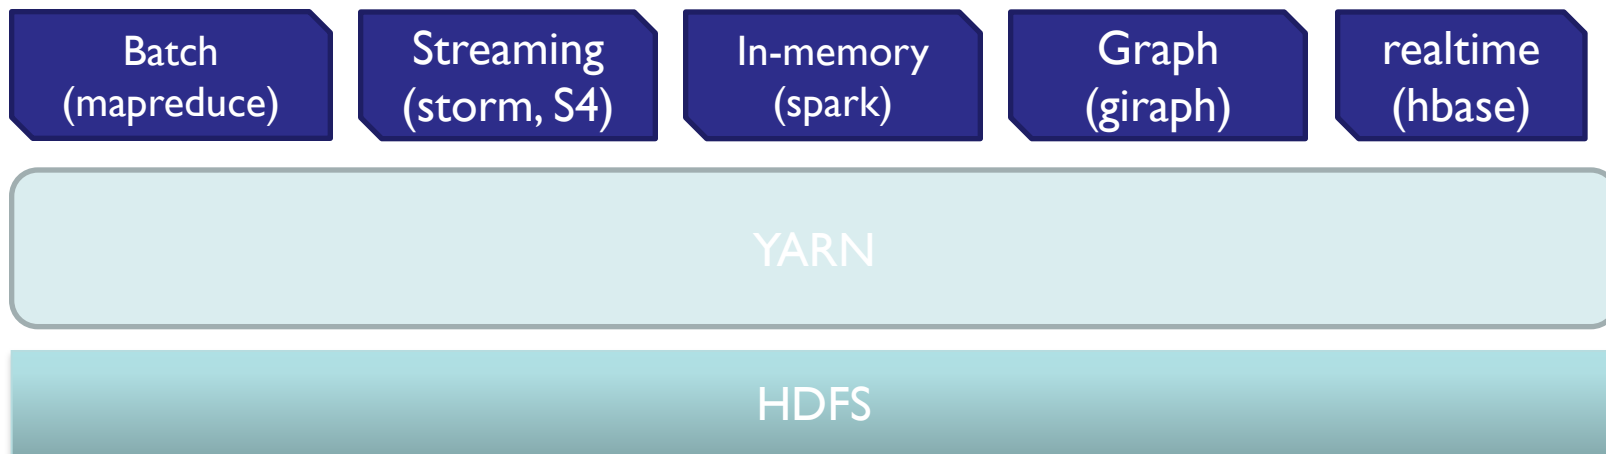 Batch
(mapreduce)
Streaming
(storm, S4)
In-memory
(spark)
Graph
(giraph)
realtime
(hbase)
YARN
HDFS